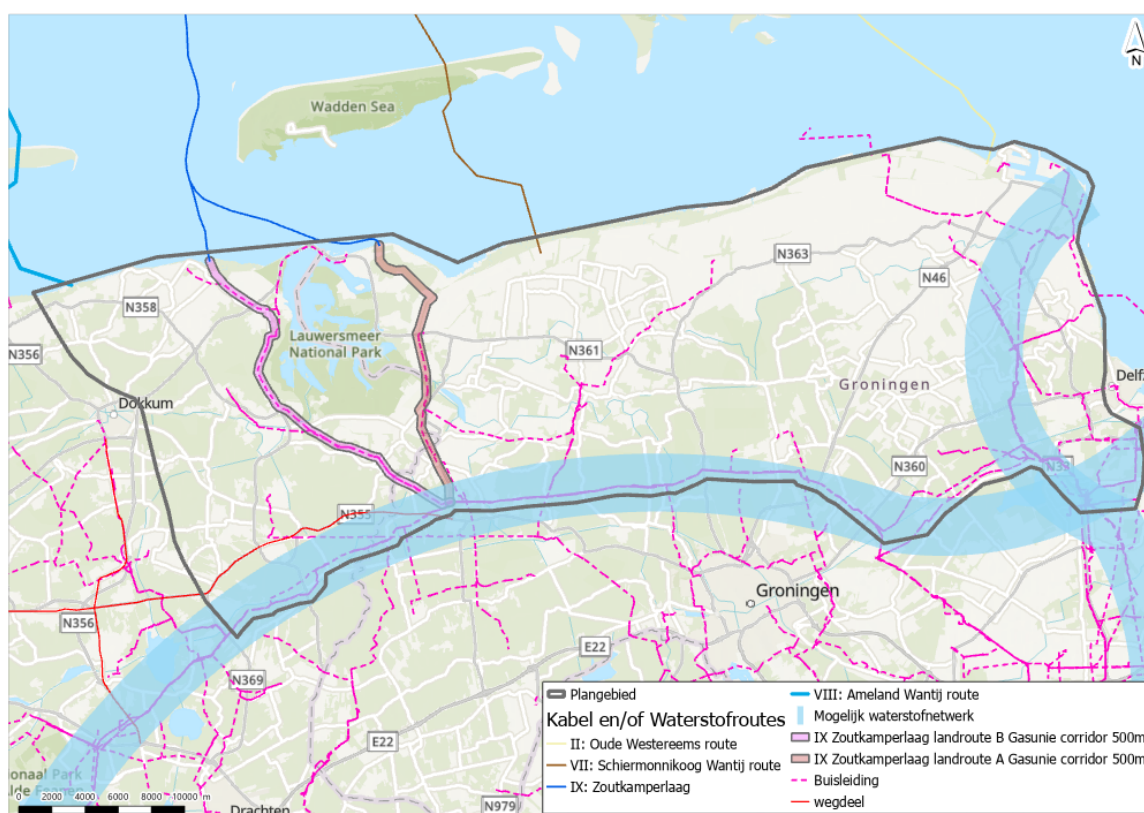 N
Wadden Sea
N358
N363
N46
N356
Lauwersmeer
National Park
N361
Groningen
Dokkum
N360
N33
N355
Groningen
N356
E22
N369
E22
N979
Drachten
0 2000 4000 6000 8000 10000 m
Plangebied
Kabel en/of Waterstofroutes
II: Oude Westereems route
VII: Schiermonnikoog Wantij route
IX: Zoutkamperlaag
VIII: Ameland Wantij route
Mogelijk waterstofnetwerk
IX Zoutkamperlaag landroute B Gasunie corridor 500m
IX Zoutkamperlaag landroute A Gasunie corridor 500m
Buisleiding
wegdeel